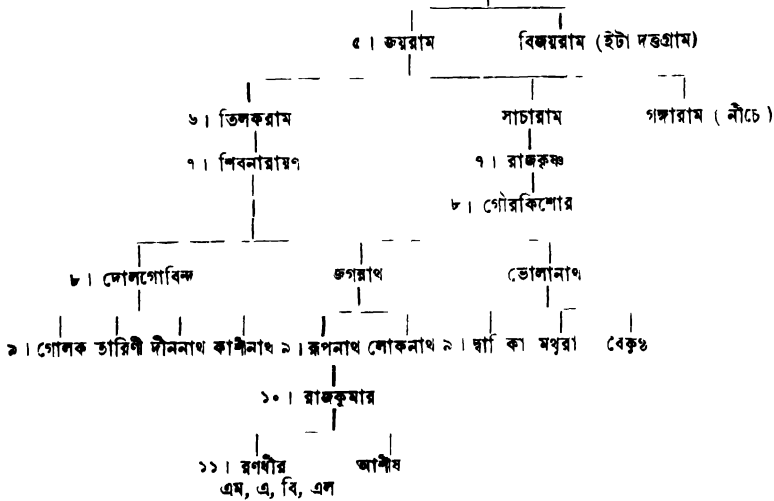 ৫। জয়রাম বিজয়রাম (ইটা দত্তগ্রাম)
৬। তিলকরাম সাচারাম গঙ্গারাম (নীচে)
৭। শিবনারায়ণ ৭। রাজকৃষ্ণ
৮। গৌরকিশোর
৮। দোলগোবিন্দ জগন্নাথ ভোলানাথ
৯। গোলক তারিণী দীননাথ কাশীনাথ ৯। রূপনাথ লোকনাথ ৯। দ্বা কা মথুরা বৈকুণ্ঠ
১০। রাজকুমার
১১। রণধীর আশীষ
এম, এ, বি, এল